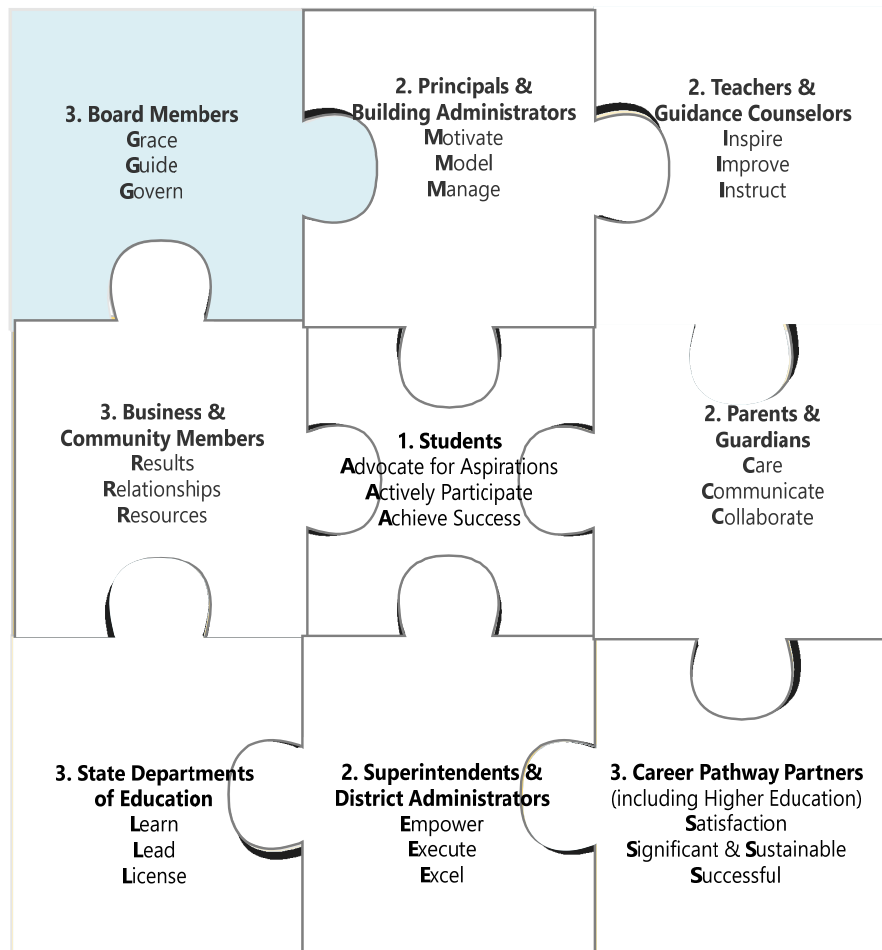 3. Board Members
Grace
Guide
Govern
2. Principals &
Building Administrators
Motivate
Model
Manage
2. Teachers &
Guidance Counselors
Inspire
Improve
Instruct
3. Business &
Community Members
Results
Relationships
Resources
1. Students
Advocate for Aspirations
Actively Participate
Achieve Success
2. Parents &
Guardians
Care
Communicate
Collaborate
3. State Departments
of Education
Learn
Lead
License
2. Superintendents &
District Administrators
Empower
Execute
Excel
3. Career Pathway Partners
(including Higher Education)
Satisfaction
Significant & Sustainable
Successful